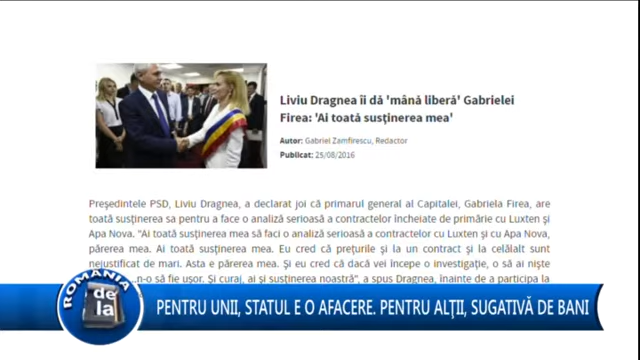 Liviu Dragnea îi dă 'mână liberă' Gabrielei
Firea: 'Ai toată susținerea mea'
Autor: Gabriel Zamfirescu, Redactor
Publicat: 25/08/2016
Președintele PSD, Liviu Dragnea, a declarat joi că primarul general al Capitalei, Gabriela Firea, are
toată susținerea sa pentru a face o analiză serioasă a contractelor încheiate de primărie cu Luxten și
Apa Nova. "Ai toată susținerea mea să faci o analiză serioasă a contractelor cu Luxten și cu Apa Nova,
părerea mea. Ai toată susținerea mea. Eu cred că prețurile și la un contract și la celălalt sunt
nejustificat de mari. Asta e părerea mea. Și eu cred că dacă vei începe o investigație, o să ai niște
...n-o să fie ușor. Și curaj, ai și susținerea noastră", a spus Dragnea, înainte de a participa la
ROMANIA
de
la
PENTRU UNII, STATUL E O AFACERE. PENTRU ALȚII, SUGATIVĂ DE BANI